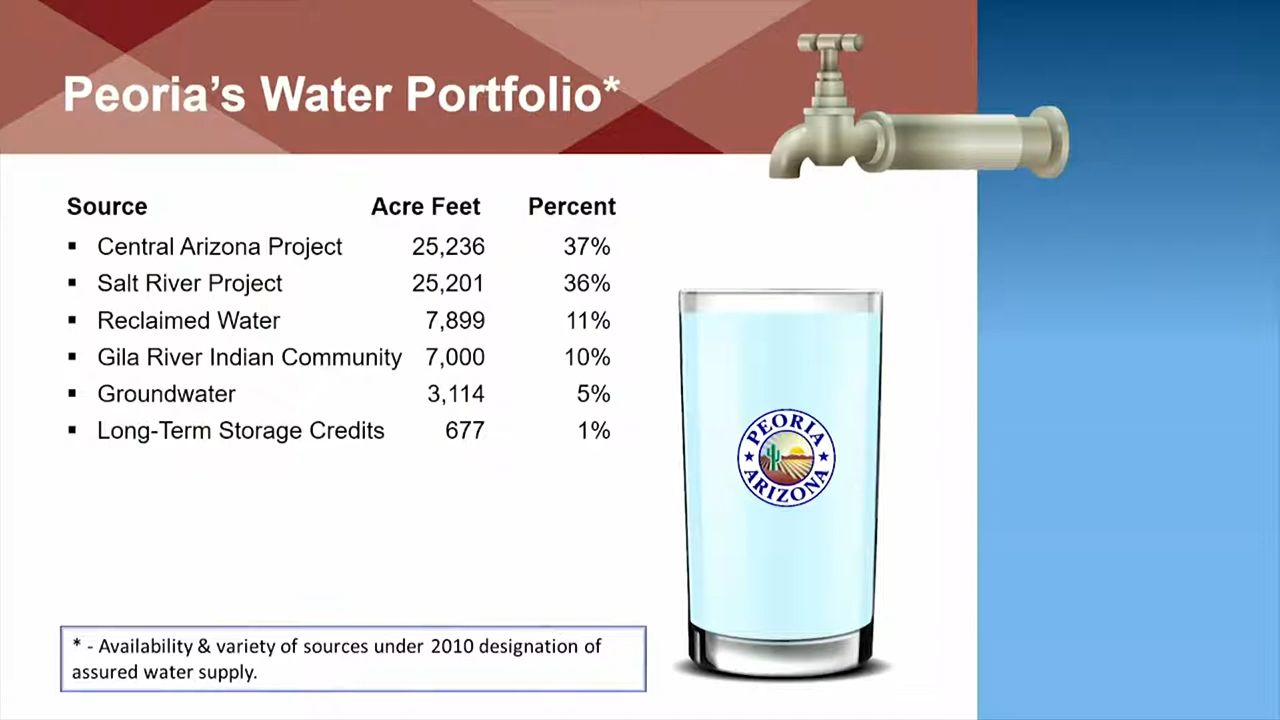 Peoria's Water Portfolio*
Source Acre Feet Percent
▪ Central Arizona Project 25,236 37%
▪ Salt River Project 25,201 36%
▪ Reclaimed Water 7,899 11%
▪ Gila River Indian Community 7,000 10%
▪ Groundwater 3,114 5%
▪ Long-Term Storage Credits 677 1%
PEORIA
ARIZONA
* - Availability & variety of sources under 2010 designation of
assured water supply.